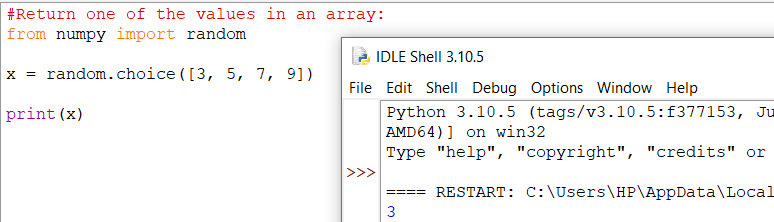 #Return one of the values in an array:
from numpy import random
x = random.choice([3, 5, 7, 9])
print(x)
IDLE Shell 3.10.5
File Edit Shell Debug Options Window Help
Python 3.10.5 (tags/v3.10.5:f377153, Ju
AMD64)] on win32
Type "help", "copyright", "credits" or
>>>
==== RESTART: C:\Users\HP\AppData\Local
3